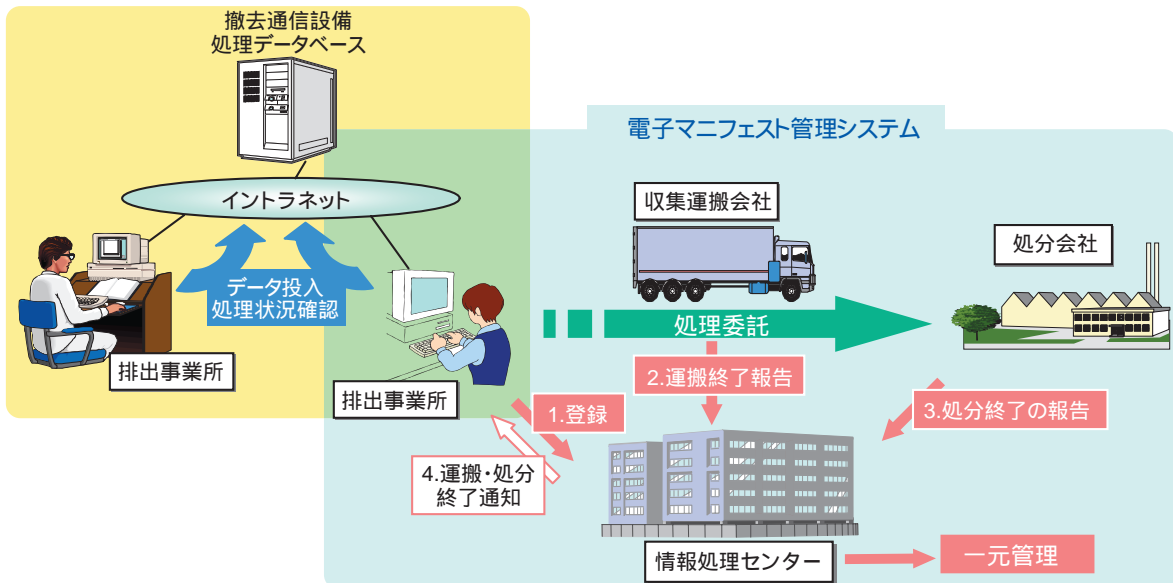 撤去通信設備
処理データベース
電子マニフェスト管理システム
イントラネット
収集運搬会社
処分会社
データ投入
処理状況確認
処理委託
排出事業所
2.運搬終了報告
排出事業所
1.登録
3.処分終了の報告
4.運搬・処分
終了通知
情報処理センター
一元管理